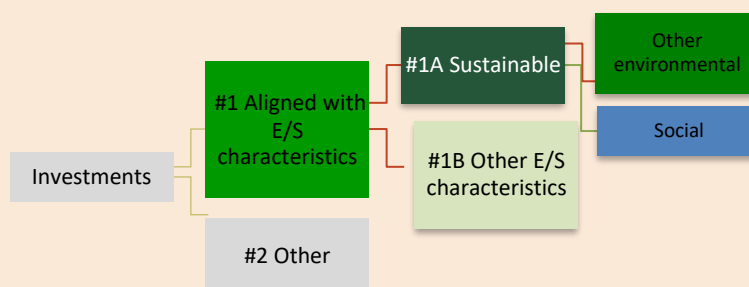 Investments
#1 Aligned with
E/S
characteristics
#2 Other
#1A Sustainable
#1B Other E/S
characteristics
Other
environmental
Social